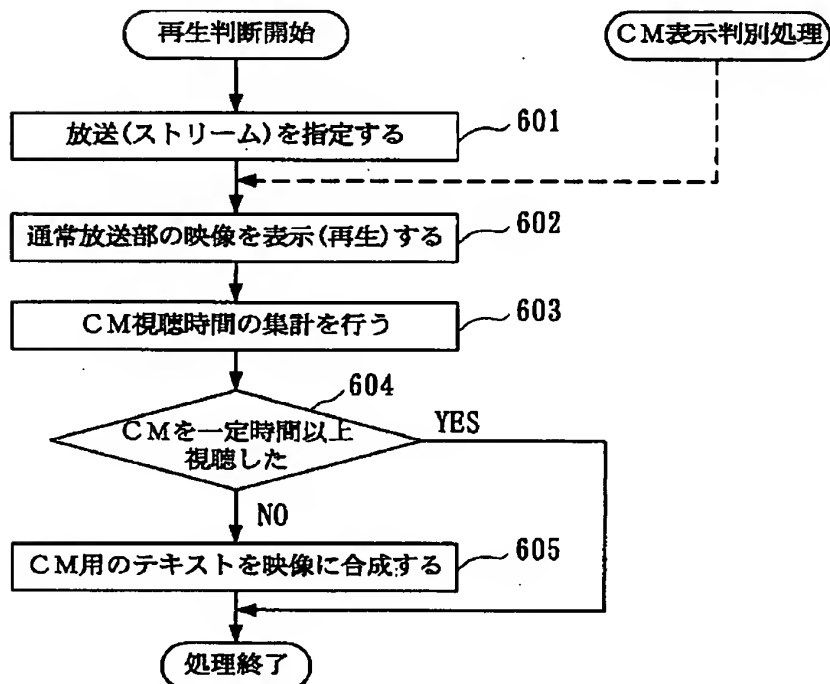 再生判断開始
CM表示判別処理
放送(ストリーム)を指定する
601
通常放送部の映像を表示(再生)する
602
CM視聴時間の集計を行う
603
604
CMを一定時間以上
視聴した
YES
NO
CM用のテキストを映像に合成する
605
処理終了